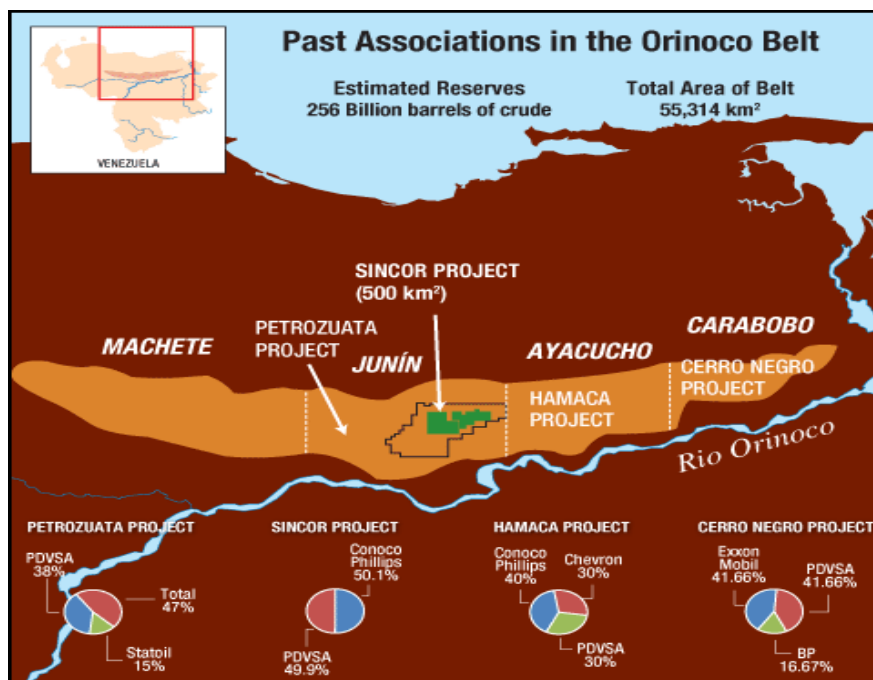 Past Associations in the Orinoco Belt
Estimated Reserves
256 Billion barrels of crude
Total Area of Belt
55,314 km²
VENEZUELA
SINCOR PROJECT
(500 km²)
PETROZUATA
PROJECT
MACHETE
JUNÍN
AYACUCHO
CARABOBO
HAMACA
PROJECT
CERRO NEGRO
PROJECT
Rio Orinoco
PETROZUATA PROJECT
PDVSA
38%
Total
47%
Statoil
15%
SINCOR PROJECT
Conoco
Phillips
50.1%
PDVSA
49.9%
HAMACA PROJECT
Conoco
Phillips
40%
Chevron
30%
PDVSA
30%
CERRO NEGRO PROJECT
Exxon
Mobil
41.66%
PDVSA
41.66%
BP
16.67%